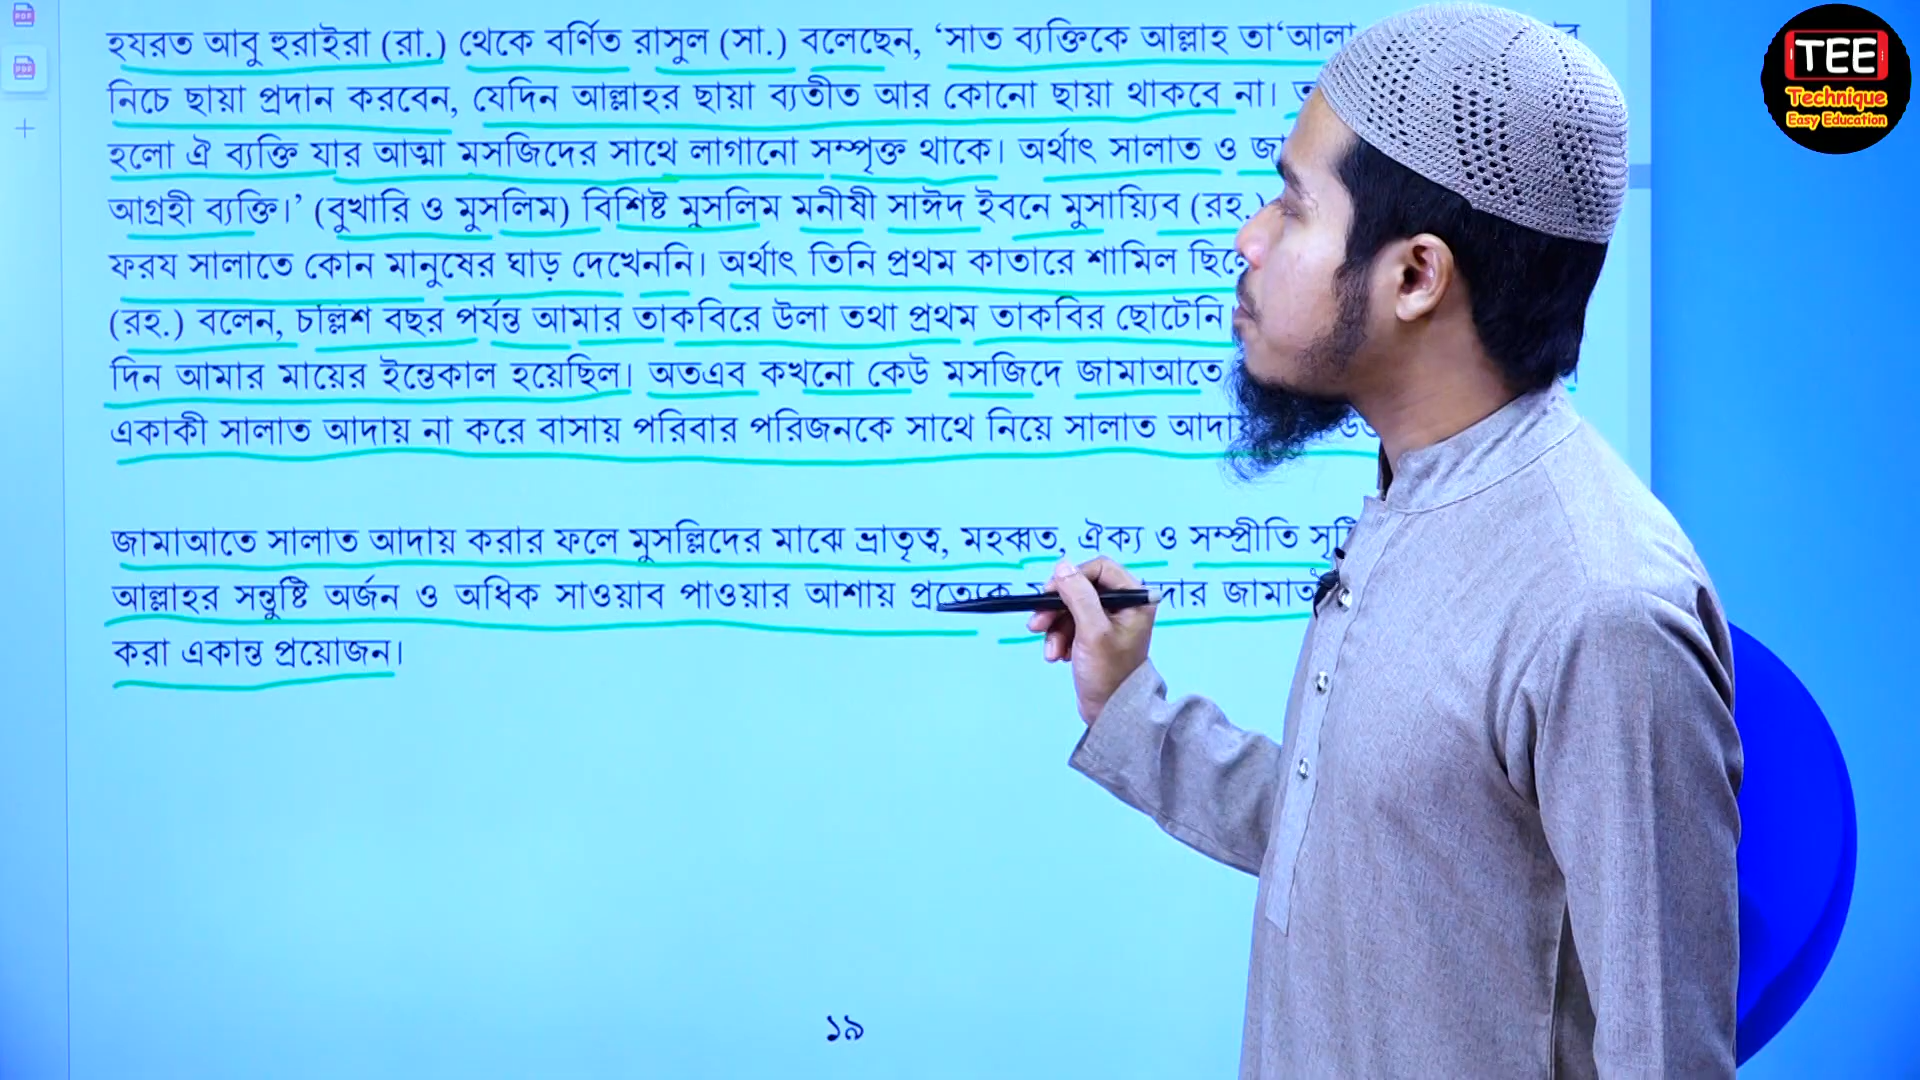 হযরত আবু হুরাইরা (রা.) থেকে বর্ণিত রাসুল (সা.) বলেছেন, ‘সাত ব্যক্তিকে আল্লাহ তা‘আলা
নিচে ছায়া প্রদান করবেন, যেদিন আল্লাহর ছায়া ব্যতীত আর কোনো ছায়া থাকবে না।
হলো ঐ ব্যক্তি যার আত্মা মসজিদের সাথে লাগানো সম্পৃক্ত থাকে। অর্থাৎ সালাত ও
আগ্রহী ব্যক্তি।’ (বুখারি ও মুসলিম) বিশিষ্ট মুসলিম মনীষী সাঈদ ইবনে মুসায়্যিব (রহ.)
ফরয সালাতে কোন মানুষের ঘাড় দেখেননি। অর্থাৎ তিনি প্রথম কাতারে শামিল
(রহ.) বলেন, চল্লিশ বছর পর্যন্ত আমার তাকবিরে উলা তথা প্রথম তাকবির ছোটেনি।
দিন আমার মায়ের ইন্তেকাল হয়েছিল। অতএব কখনো কেউ মসজিদে জামাআতে
একাকী সালাত আদায় না করে বাসায় পরিবার পরিজনকে সাথে নিয়ে সালাত
জামাআতে সালাত আদায় করার ফলে মুসল্লিদের মাঝে ভ্রাতৃত্ব, মহব্বত, ঐক্য ও সম্প্রীতি
আল্লাহর সন্তুষ্টি অর্জন ও অধিক সাওয়াব পাওয়ার আশায় প্রত্যেক
করা একান্ত প্রয়োজন।
১৯
TEE
Technique
Easy Education
PDF
PDF